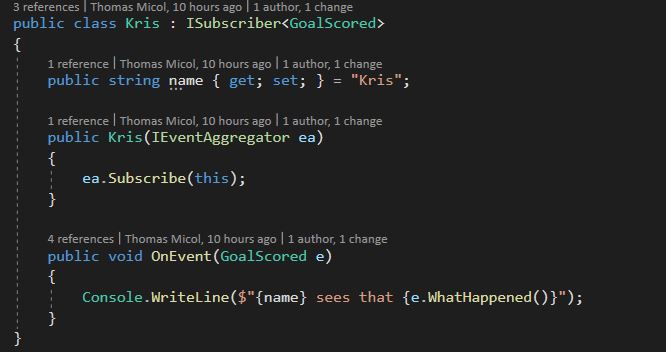 3 references | Thomas Micol, 10 hours ago | 1 author, 1 change
public class Kris : ISubscriber<GoalScored>
{
1 reference | Thomas Micol, 10 hours ago | 1 author, 1 change
public string name { get; set; } = "Kris";
1 reference | Thomas Micol, 10 hours ago | 1 author, 1 change
public Kris(IEventAggregator ea)
{
ea.Subscribe(this);
}
4 references | Thomas Micol, 10 hours ago | 1 author, 1 change
public void OnEvent(GoalScored e)
{
Console.WriteLine($"{name} sees that {e.WhatHappened()}");
}
}